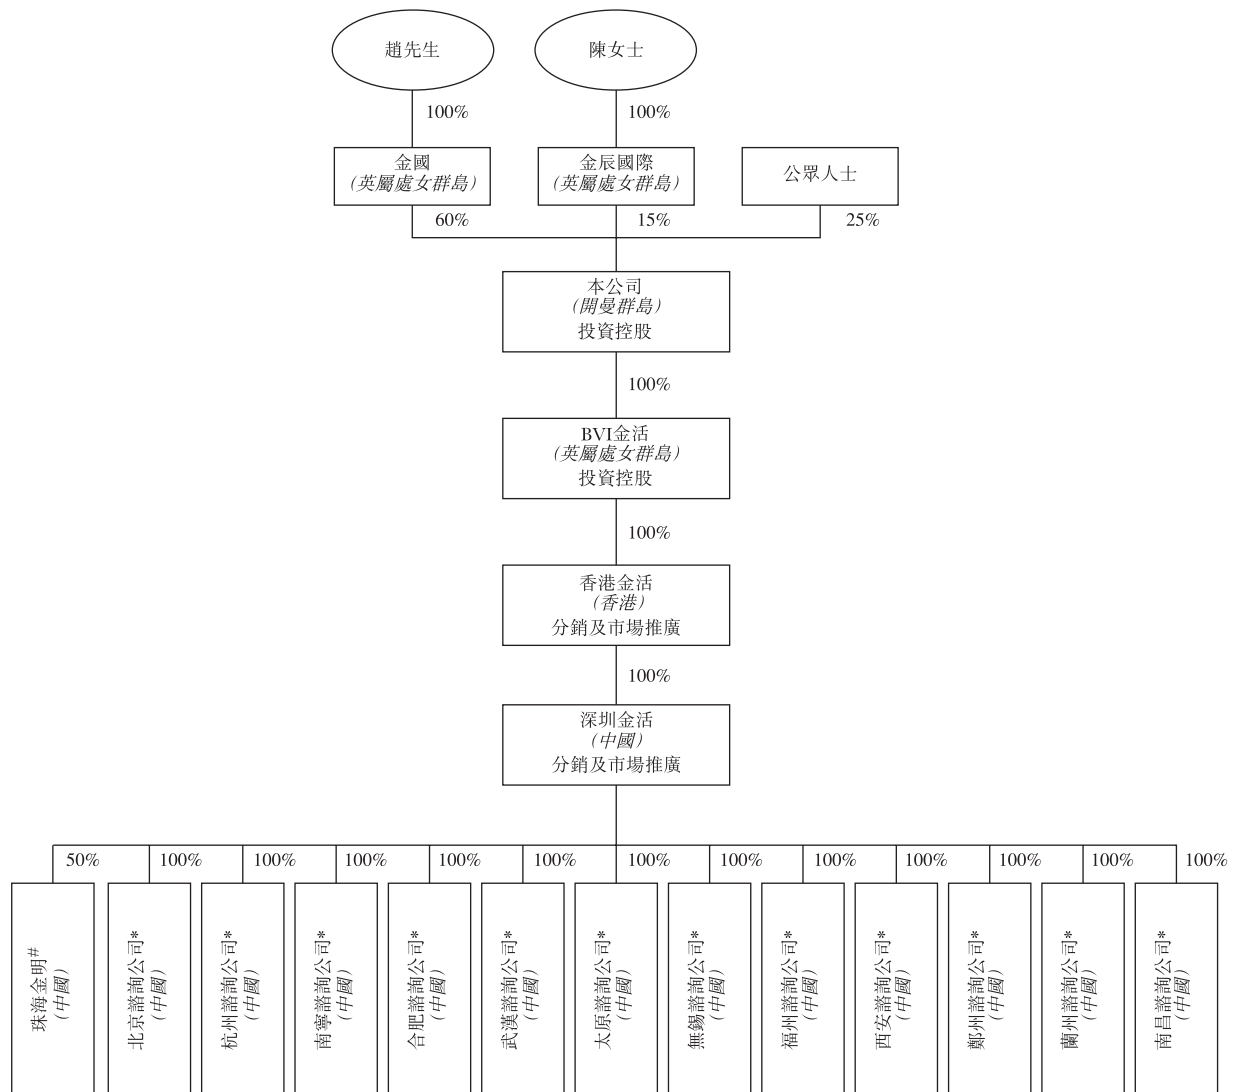 趙先生
陳女士
100%
100%
金國
(英屬處女群島)
金辰國際
(英屬處女群島)
公眾人士
60%
15%
25%
本公司
(開曼群島)
投資控股
100%
BVI金活
(英屬處女群島)
投資控股
100%
香港金活
(香港)
分銷及市場推廣
100%
深圳金活
(中國)
分銷及市場推廣
50%
100%
100%
100%
100%
100%
100%
100%
100%
100%
100%
100%
100%
珠海金明#
(中國)
北京諮詢公司*
(中國)
杭州諮詢公司*
(中國)
南寧諮詢公司*
(中國)
合肥諮詢公司*
(中國)
武漢諮詢公司*
(中國)
太原諮詢公司*
(中國)
無錫諮詢公司*
(中國)
福州諮詢公司*
(中國)
西安諮詢公司*
(中國)
鄭州諮詢公司*
(中國)
蘭州諮詢公司*
(中國)
南昌諮詢公司*
(中國)